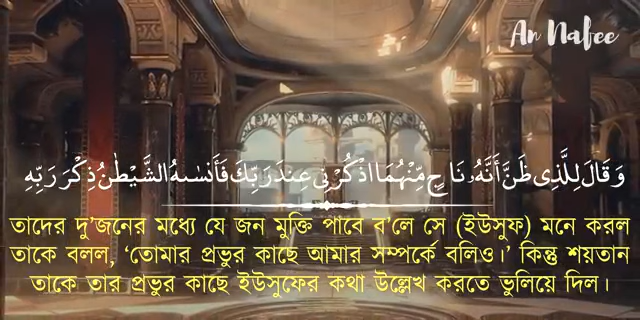 An Nafee
وَقَالَ لِلَّذِى ظَنَّ أَنَّهُۥ نَاجٍ مِّنْهُمَا اذْكُرْنِى عِندَ رَبِّكَ فَأَنسَىٰهُ الشَّيْطَٰنُ ذِكْرَ رَبِّهِ
তাদের দু'জনের মধ্যে যে জন মুক্তি পাবে ব'লে সে (ইউসুফ) মনে করল
তাকে বলল, ‘তোমার প্রভুর কাছে আমার সম্পর্কে বলিও।’ কিন্তু শয়তান
তাকে তার প্রভুর কাছে ইউসুফের কথা উল্লেখ করতে ভুলিয়ে দিল।